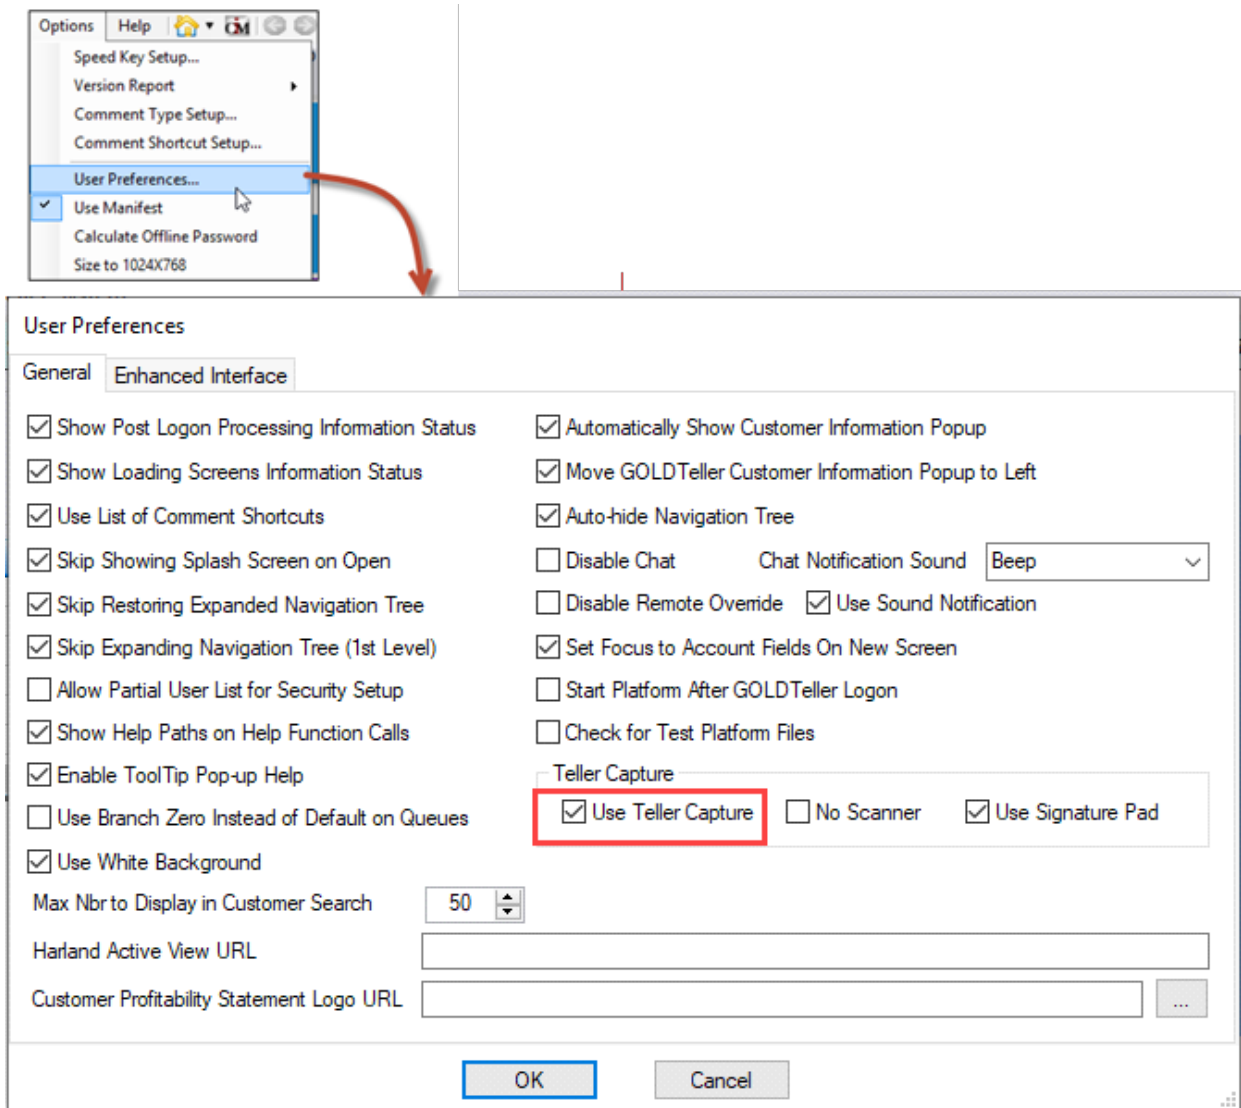 Options Help CIM
Speed Key Setup...
Version Report
Comment Type Setup...
Comment Shortcut Setup...
User Preferences...
Use Manifest
Calculate Offline Password
Size to 1024X768
User Preferences
General Enhanced Interface
Show Post Logon Processing Information Status
Show Loading Screens Information Status
Use List of Comment Shortcuts
Skip Showing Splash Screen on Open
Skip Restoring Expanded Navigation Tree
Skip Expanding Navigation Tree (1st Level)
Allow Partial User List for Security Setup
Show Help Paths on Help Function Calls
Enable ToolTip Pop-up Help
Use Branch Zero Instead of Default on Queues
Use White Background
Automatically Show Customer Information Popup
Move GOLDTeller Customer Information Popup to Left
Auto-hide Navigation Tree
Disable Chat Chat Notification Sound Beep
Disable Remote Override Use Sound Notification
Set Focus to Account Fields On New Screen
Start Platform After GOLDTeller Logon
Check for Test Platform Files
Teller Capture
Use Teller Capture No Scanner Use Signature Pad
Max Nbr to Display in Customer Search 50
Harland Active View URL
Customer Profitability Statement Logo URL ...
OK Cancel